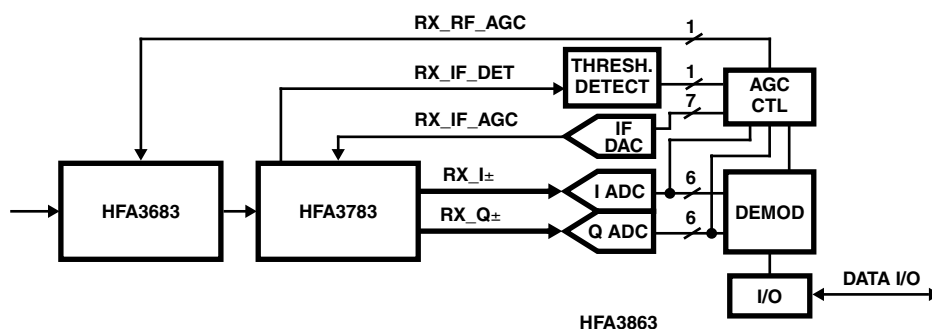 RX_RF_AGC
1
RX_IF_DET
THRESH.
DETECT
1
AGC
CTL
RX_IF_AGC
IF
DAC
7
HFA3683
HFA3783
RX_I±
I ADC
6
RX_Q±
Q ADC
6
DEMOD
I/O
DATA I/O
HFA3863